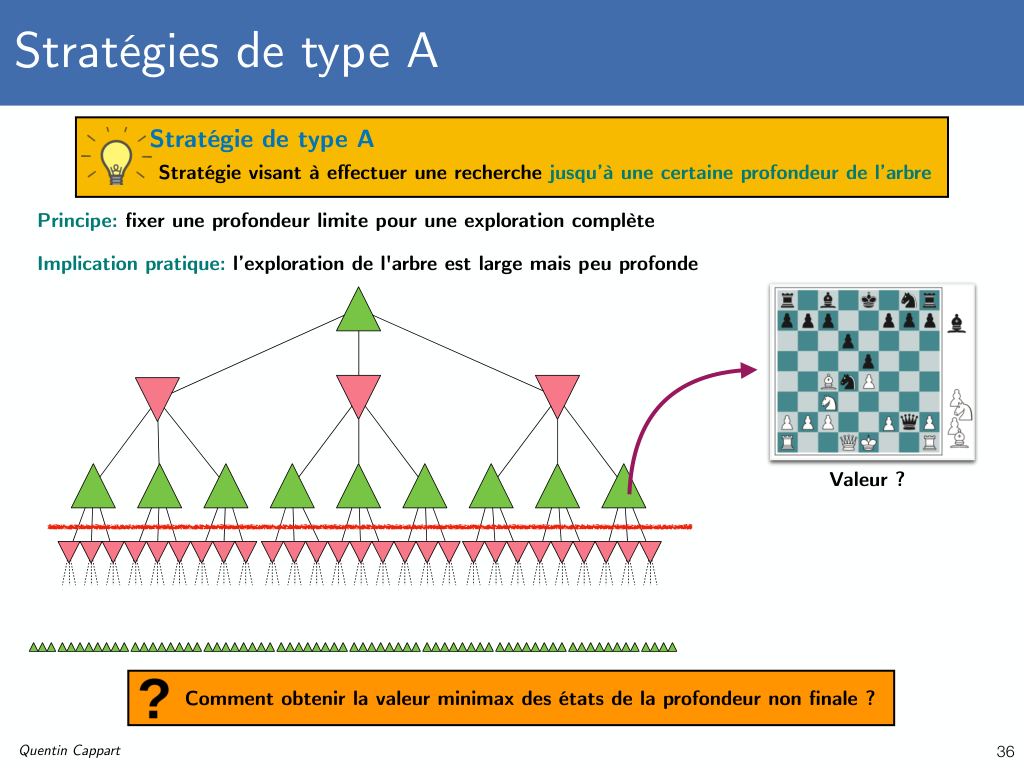 Stratégies de type A
Stratégie de type A
Stratégie visant à effectuer une recherche jusqu'à une certaine profondeur de l'arbre
Principe: fixer une profondeur limite pour une exploration complète
Implication pratique: l'exploration de l'arbre est large mais peu profonde
Valeur ?
? Comment obtenir la valeur minimax des états de la profondeur non finale ?
Quentin Cappart
36